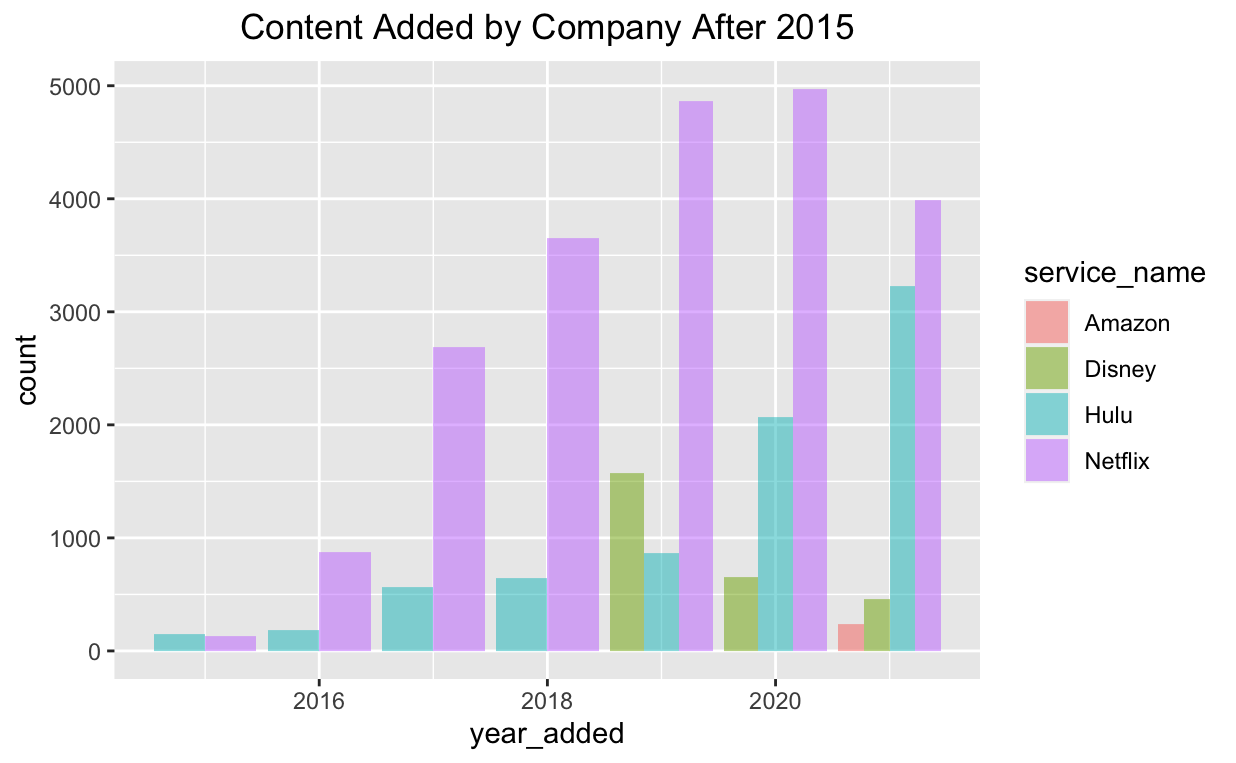 Content Added by Company After 2015
5000
4000
3000
2000
1000
0
count
2016 2018 2020
year_added
service_name
Amazon
Disney
Hulu
Netflix